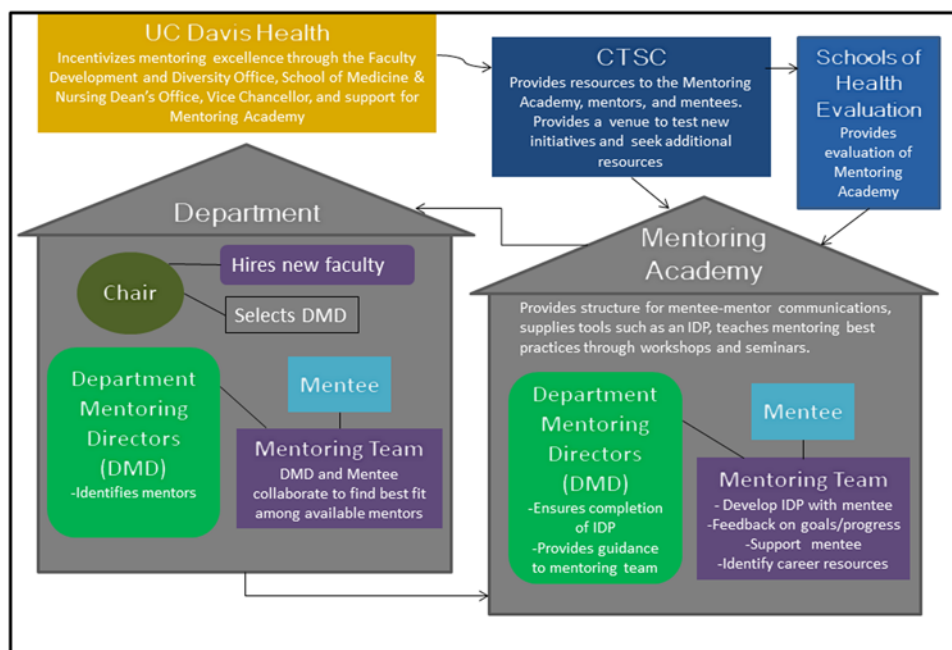 UC Davis Health
Incentivizes mentoring excellence through the Faculty
Development and Diversity Office, School of Medicine &
Nursing Dean's Office, Vice Chancellor, and support for
Mentoring Academy
CTSC
Provides resources to the Mentoring
Academy, mentors, and mentees.
Provides a venue to test new
initiatives and seek additional
resources
Schools of
Health
Evaluation
Provides
evaluation of
Mentoring
Academy
Department
Chair
Hires new faculty
Selects DMD
Department
Mentoring
Directors
(DMD)
-Identifies mentors
Mentee
Mentoring Team
DMD and Mentee
collaborate to find best fit
among available mentors
Mentoring
Academy
Provides structure for mentee-mentor communications,
supplies tools such as an IDP, teaches mentoring best
practices through workshops and seminars.
Department
Mentoring
Directors
(DMD)
-Ensures completion
of IDP
-Provides guidance
to mentoring team
Mentee
Mentoring Team
- Develop IDP with mentee
-Feedback on goals/progress
-Support mentee
-Identify career resources